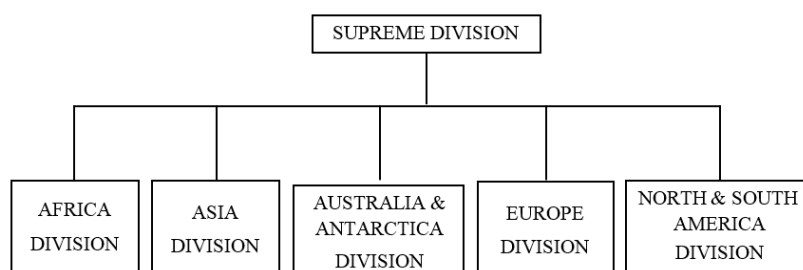 SUPREME DIVISION
AFRICA
DIVISION
ASIA
DIVISION
AUSTRALIA &
ANTARCTICA
DIVISION
EUROPE
DIVISION
NORTH & SOUTH
AMERICA
DIVISION